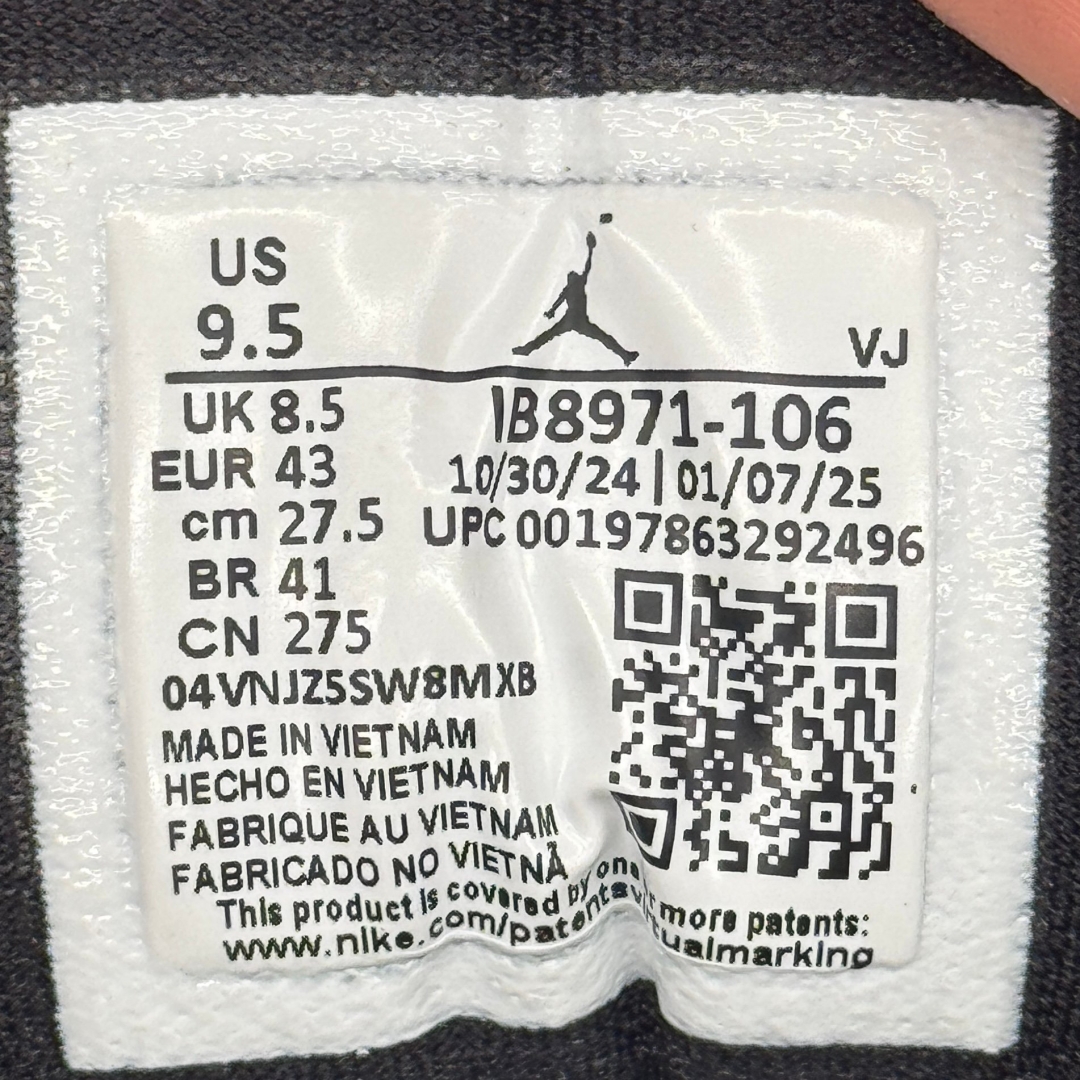 US
9.5
VJ
UK 8.5
EUR 43
cm 27.5
BR 41
CN 275
IB8971-106
10/30/24 | 01/07/25
UPC 00197863292496
04VNJZ5SW8MXB
MADE IN VIETNAM
HECHO EN VIETNAM
FABRIQUE AU VIETNAM
FABRICADO NO VIETNÃ
This product is covered by one more patents:
www.nike.com/patentsvirtualmarking